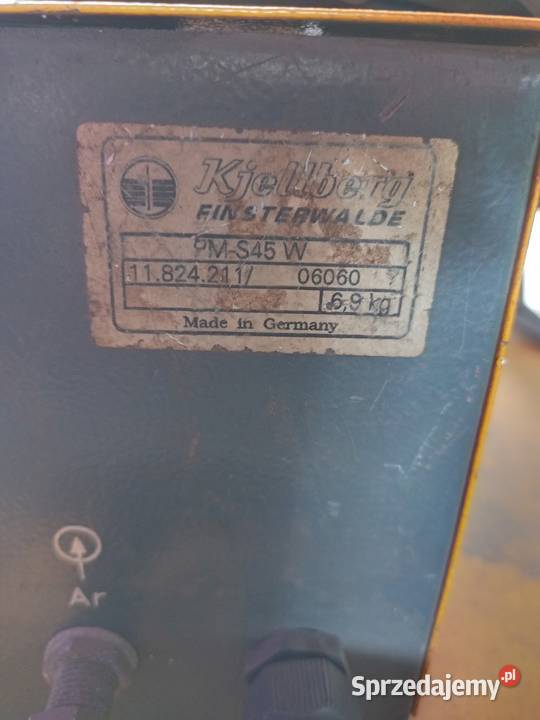 Kjellberg
FINSTERWALDE
PM-S45 W
11.824.211/ 06060
6,9 kg
Made in Germany
Ar
Sprzedajemy.pl